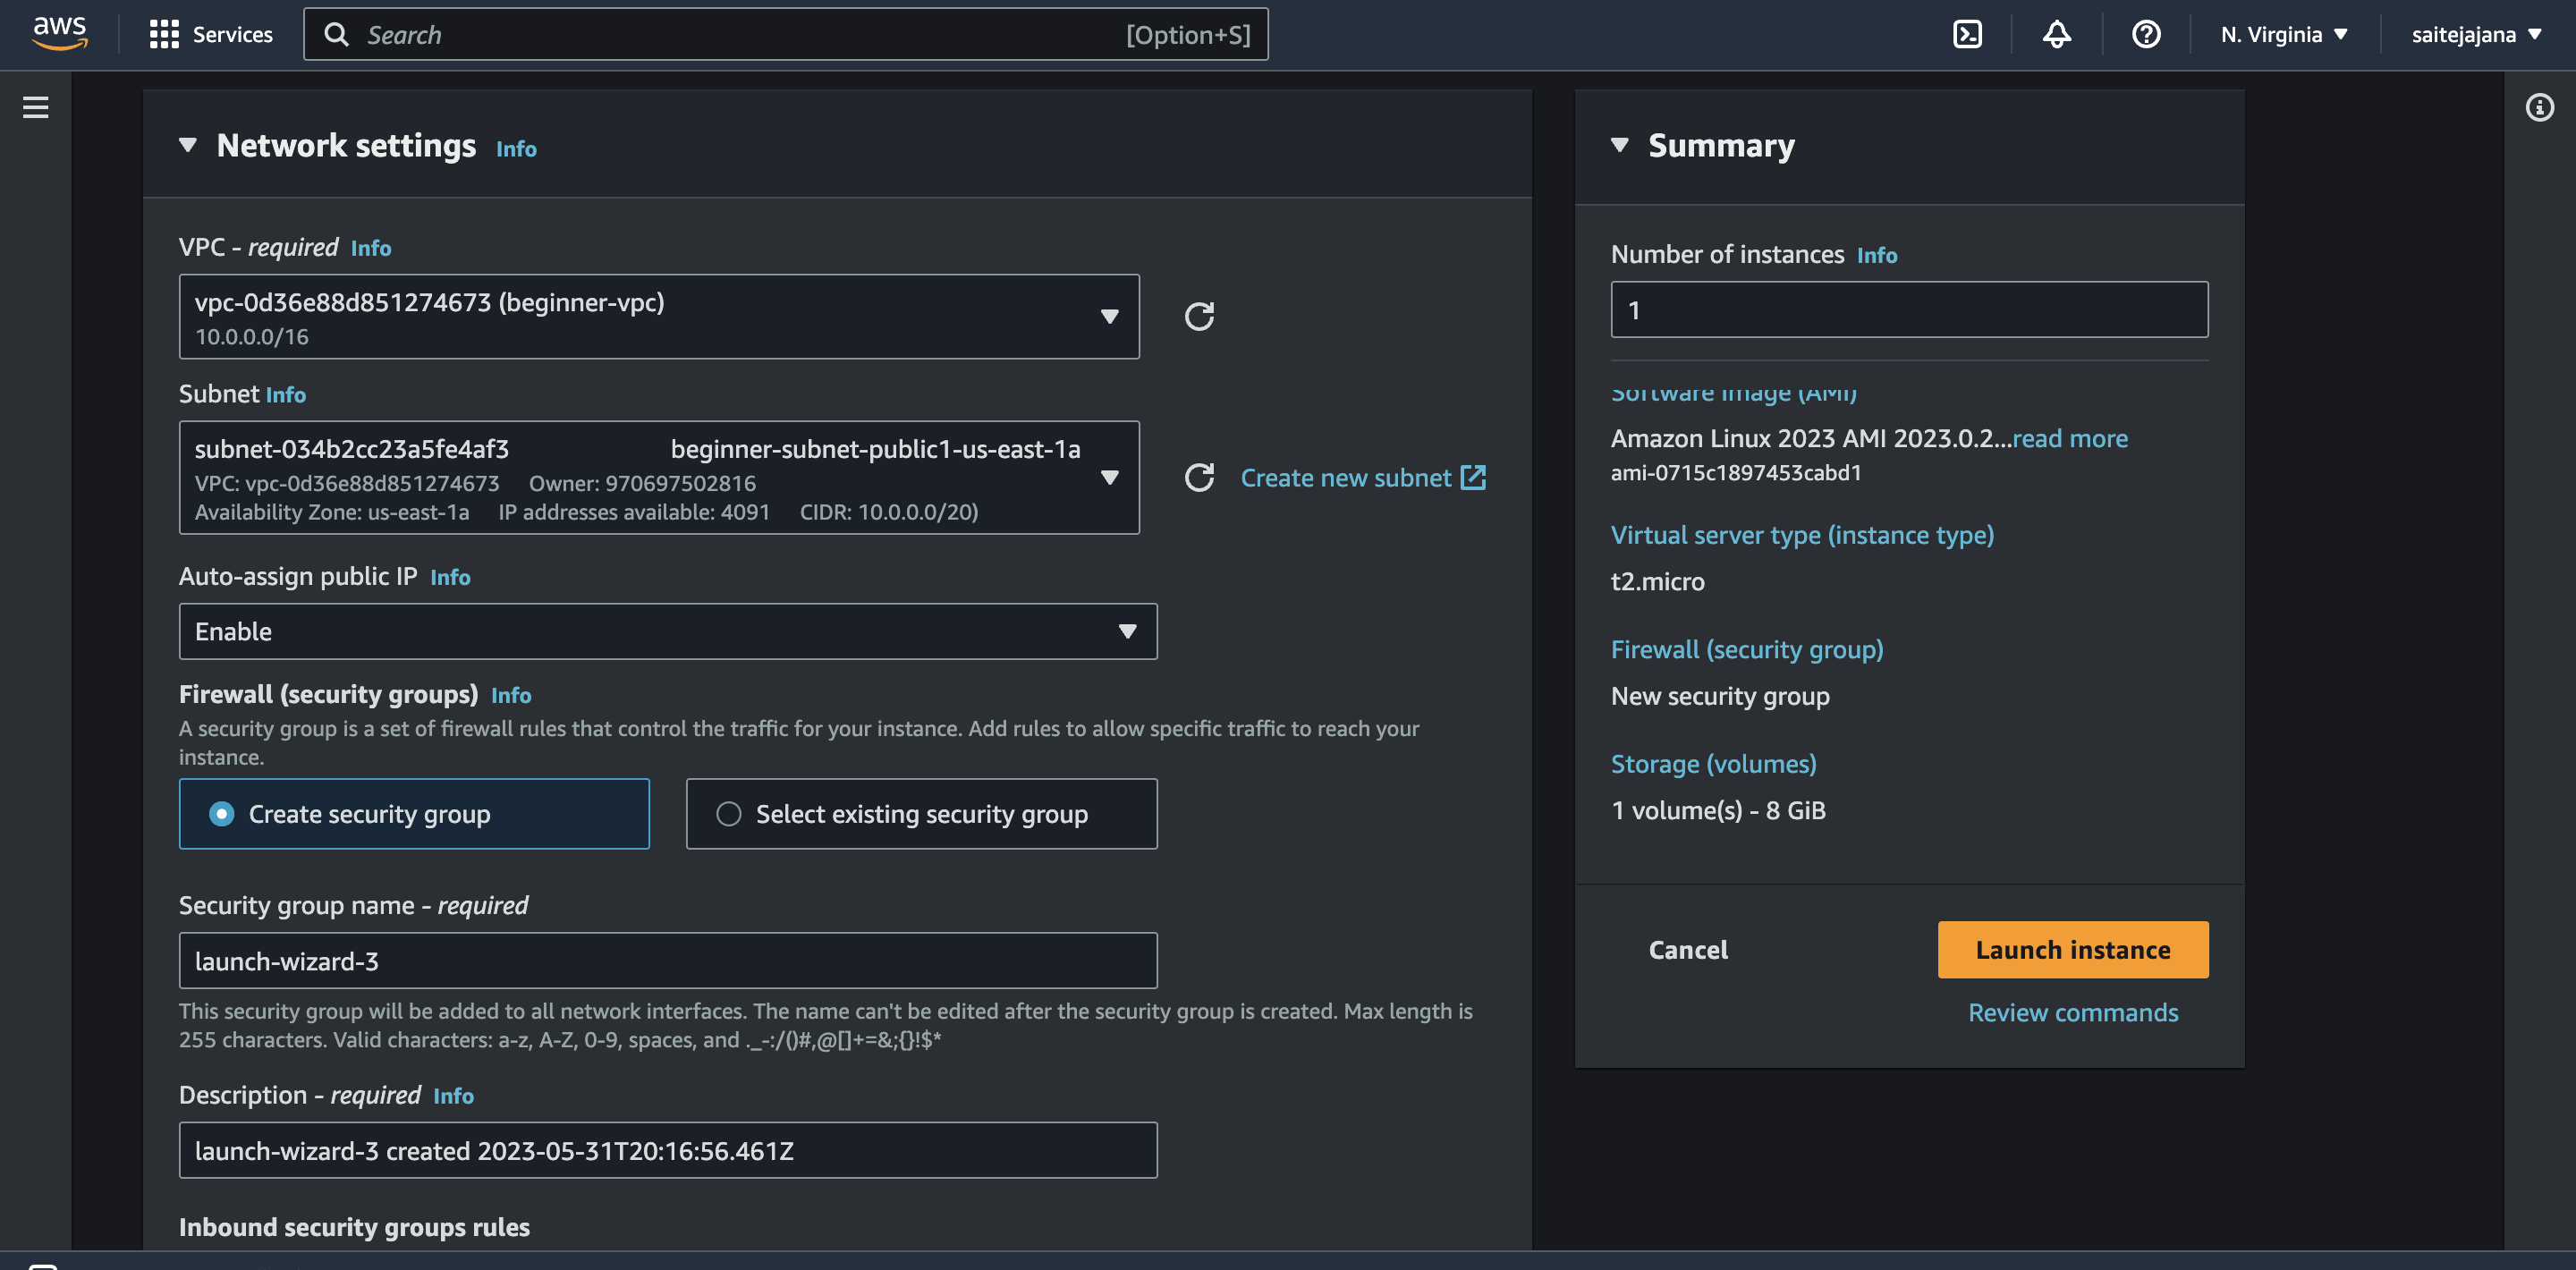 aws
Services
Search
[Option+S]
N. Virginia
saitejajana
Network settings Info
VPC - required Info
vpc-0d36e88d851274673 (beginner-vpc)
10.0.0.0/16
Subnet Info
subnet-034b2cc23a5fe4af3 beginner-subnet-public1-us-east-1a
VPC: vpc-0d36e88d851274673 Owner: 970697502816
Availability Zone: us-east-1a IP addresses available: 4091 CIDR: 10.0.0.0/20)
Create new subnet
Auto-assign public IP Info
Enable
Firewall (security groups) Info
A security group is a set of firewall rules that control the traffic for your instance. Add rules to allow specific traffic to reach your
instance.
Create security group
Select existing security group
Security group name - required
launch-wizard-3
This security group will be added to all network interfaces. The name can't be edited after the security group is created. Max length is
255 characters. Valid characters: a-z, A-Z, 0-9, spaces, and ._-:/()#,@[]+=&;{}!$*
Description - required Info
launch-wizard-3 created 2023-05-31T20:16:56.461Z
Inbound security groups rules
Summary
Number of instances Info
1
Software Image (AMI)
Amazon Linux 2023 AMI 2023.0.2...read more
ami-0715c1897453cabd1
Virtual server type (instance type)
t2.micro
Firewall (security group)
New security group
Storage (volumes)
1 volume(s) - 8 GiB
Cancel
Launch instance
Review commands